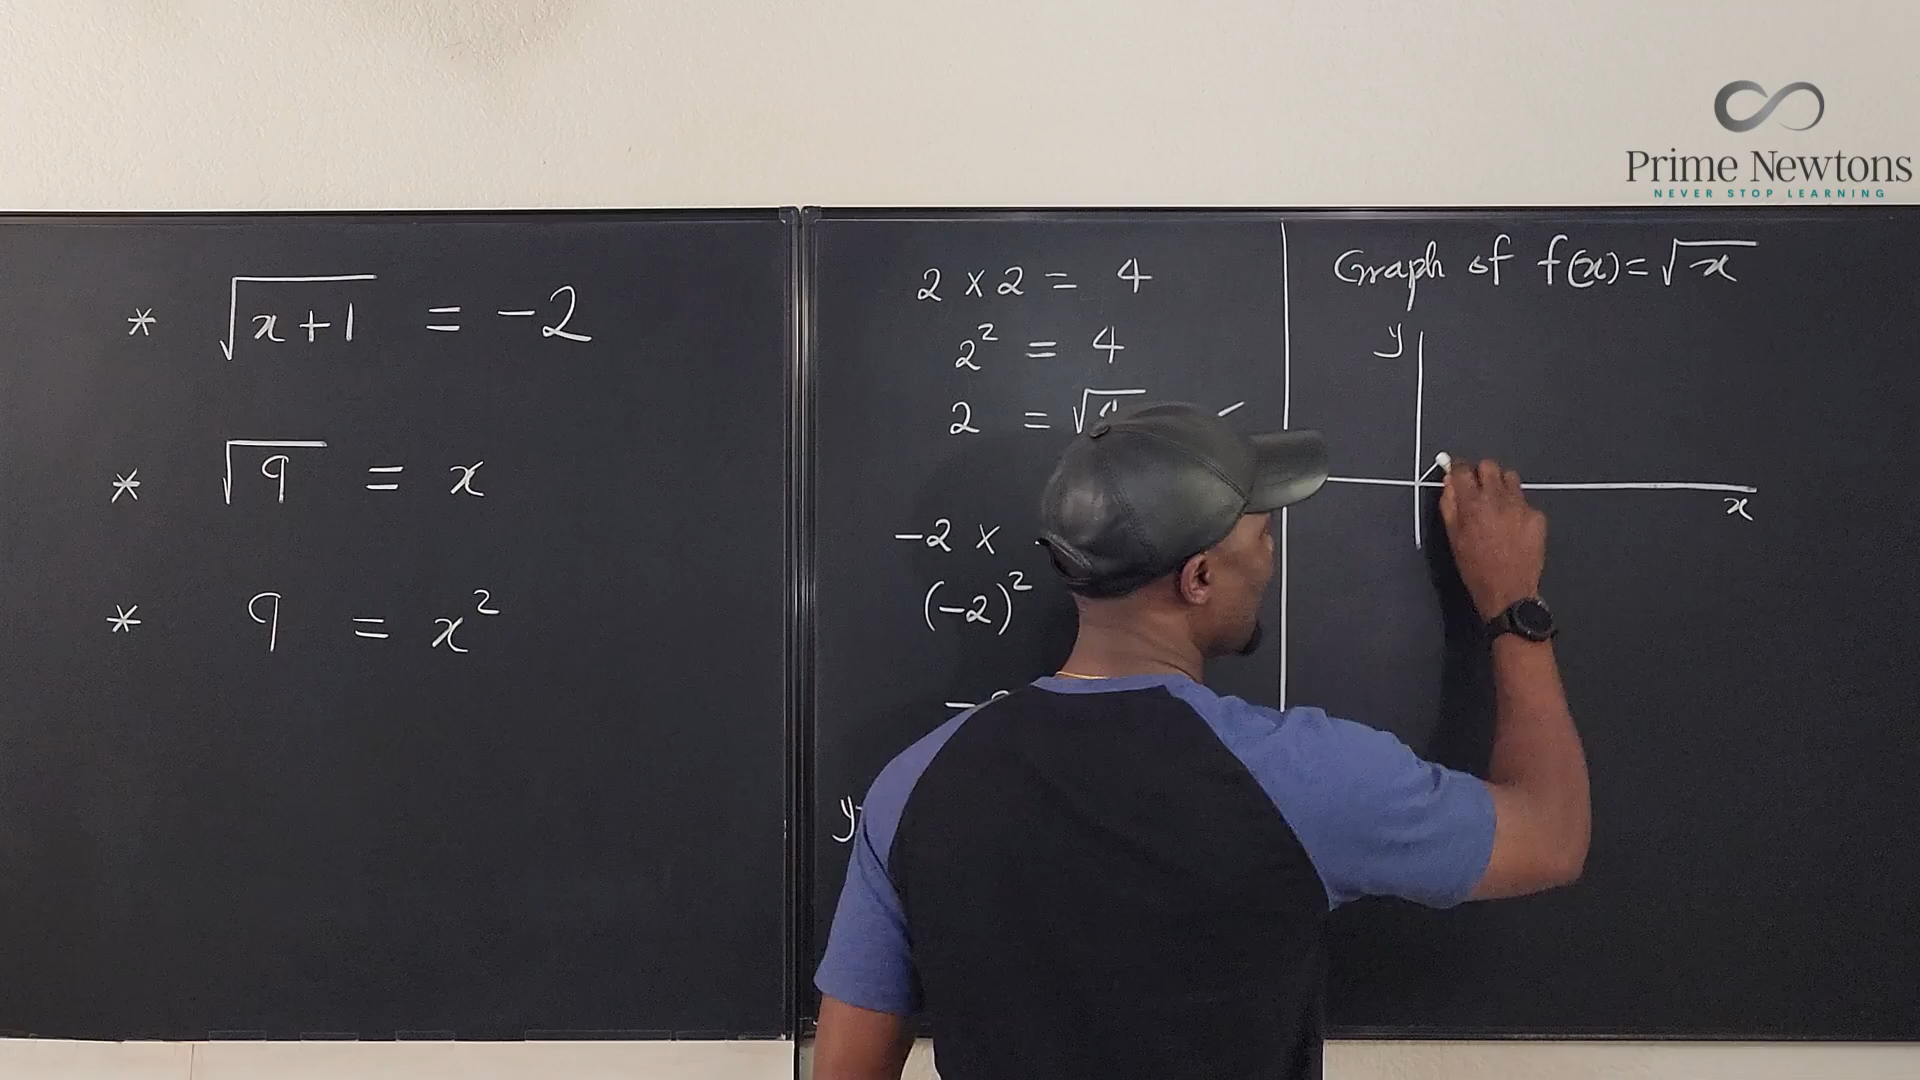 Prime Newtons
NEVER STOP LEARNING
* √(x+1) = -2
* √9 = x
* 9 = x²
2 × 2 = 4
2² = 4
2 = √
-2 ×
(-2)²
y
Graph of f(x) = √x
y
x